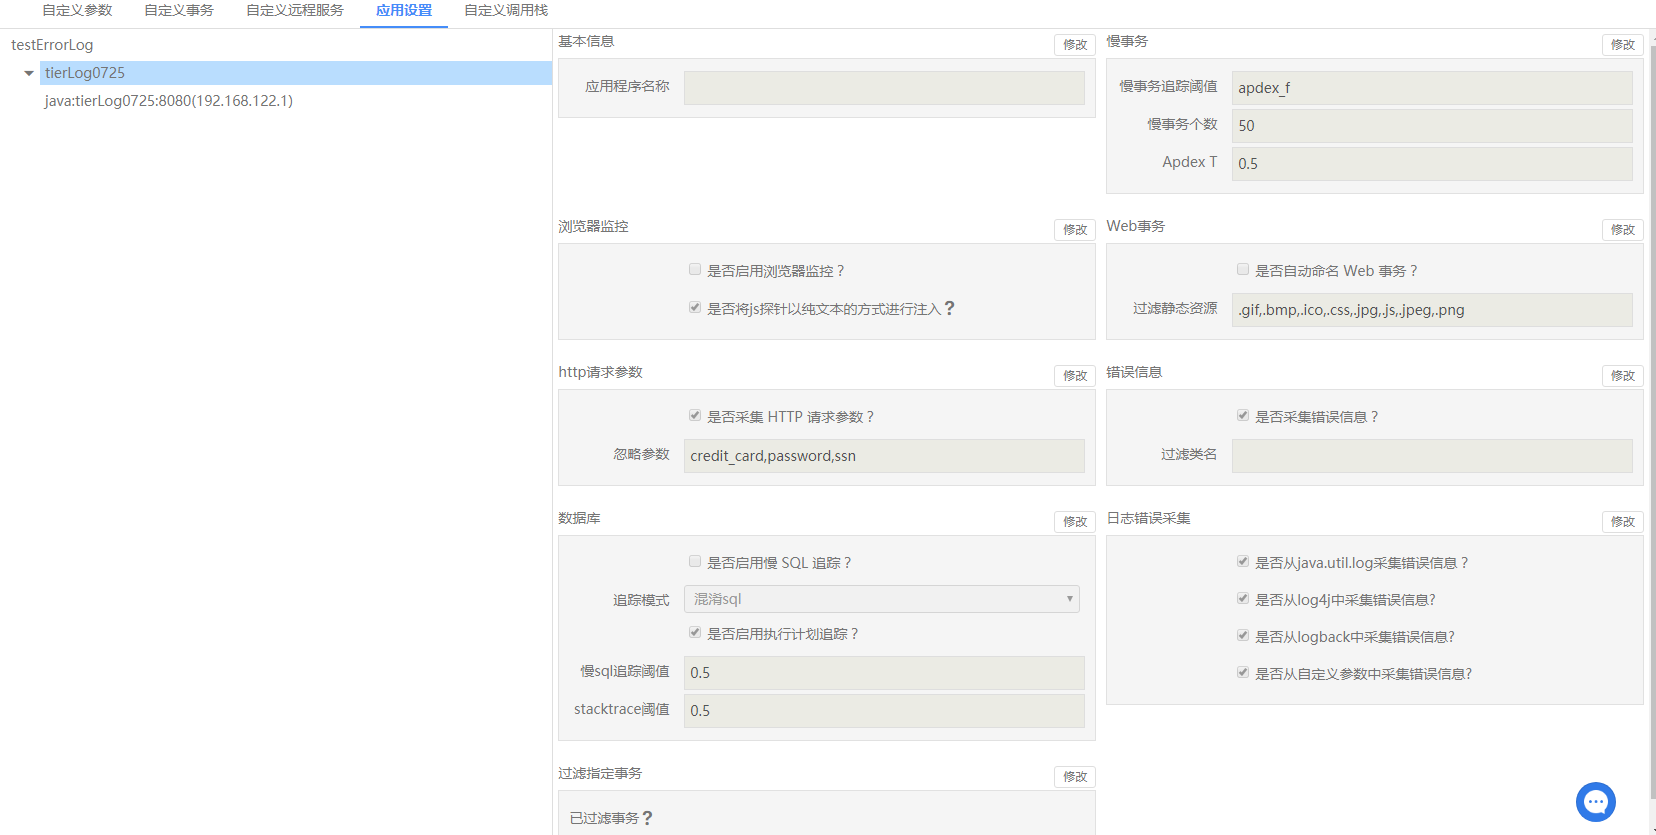 自定义参数 自定义事务 自定义远程服务 应用设置 自定义调用栈
testErrorLog
tierLog0725
java:tierLog0725:8080(192.168.122.1)
基本信息 修改
应用程序名称
慢事务 修改
慢事务追踪阈值 apdex_f
慢事务个数 50
Apdex T 0.5
浏览器监控 修改
是否启用浏览器监控？
是否将js探针以纯文本的方式进行注入 ?
Web事务 修改
是否自动命名 Web 事务？
过滤静态资源 .gif,.bmp,.ico,.css,.jpg,.js,.jpeg,.png
http请求参数 修改
是否采集 HTTP 请求参数？
忽略参数 credit_card,password,ssn
错误信息 修改
是否采集错误信息？
过滤类名
数据库 修改
是否启用慢 SQL 追踪？
追踪模式 混淆sql
是否启用执行计划追踪？
慢sql追踪阈值 0.5
stacktrace阈值 0.5
日志错误采集 修改
是否从java.util.log采集错误信息？
是否从log4j中采集错误信息?
是否从logback中采集错误信息?
是否从自定义参数中采集错误信息?
过滤指定事务 修改
已过滤事务 ?